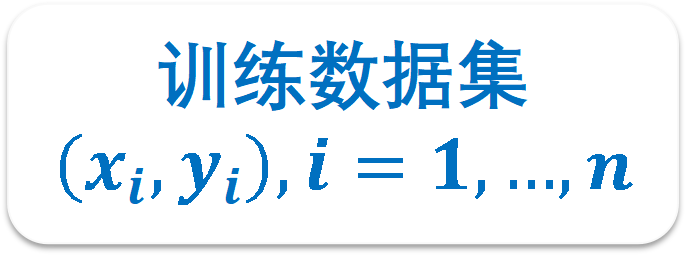 训练数据集
(xᵢ, yᵢ), i = 1, …, n